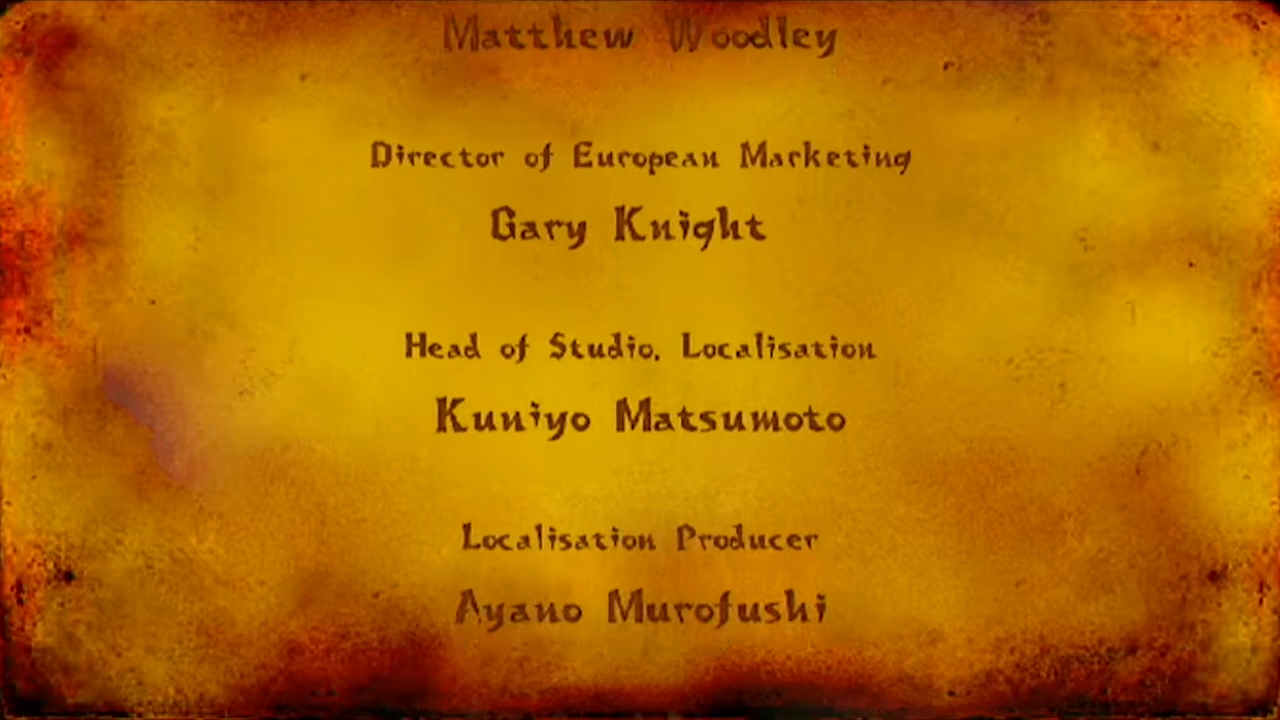 Matthew Woodley
Director of European Marketing
Gary Knight
Head of Studio, Localisation
Kuniyo Matsumoto
Localisation Producer
Ayano Murofushi